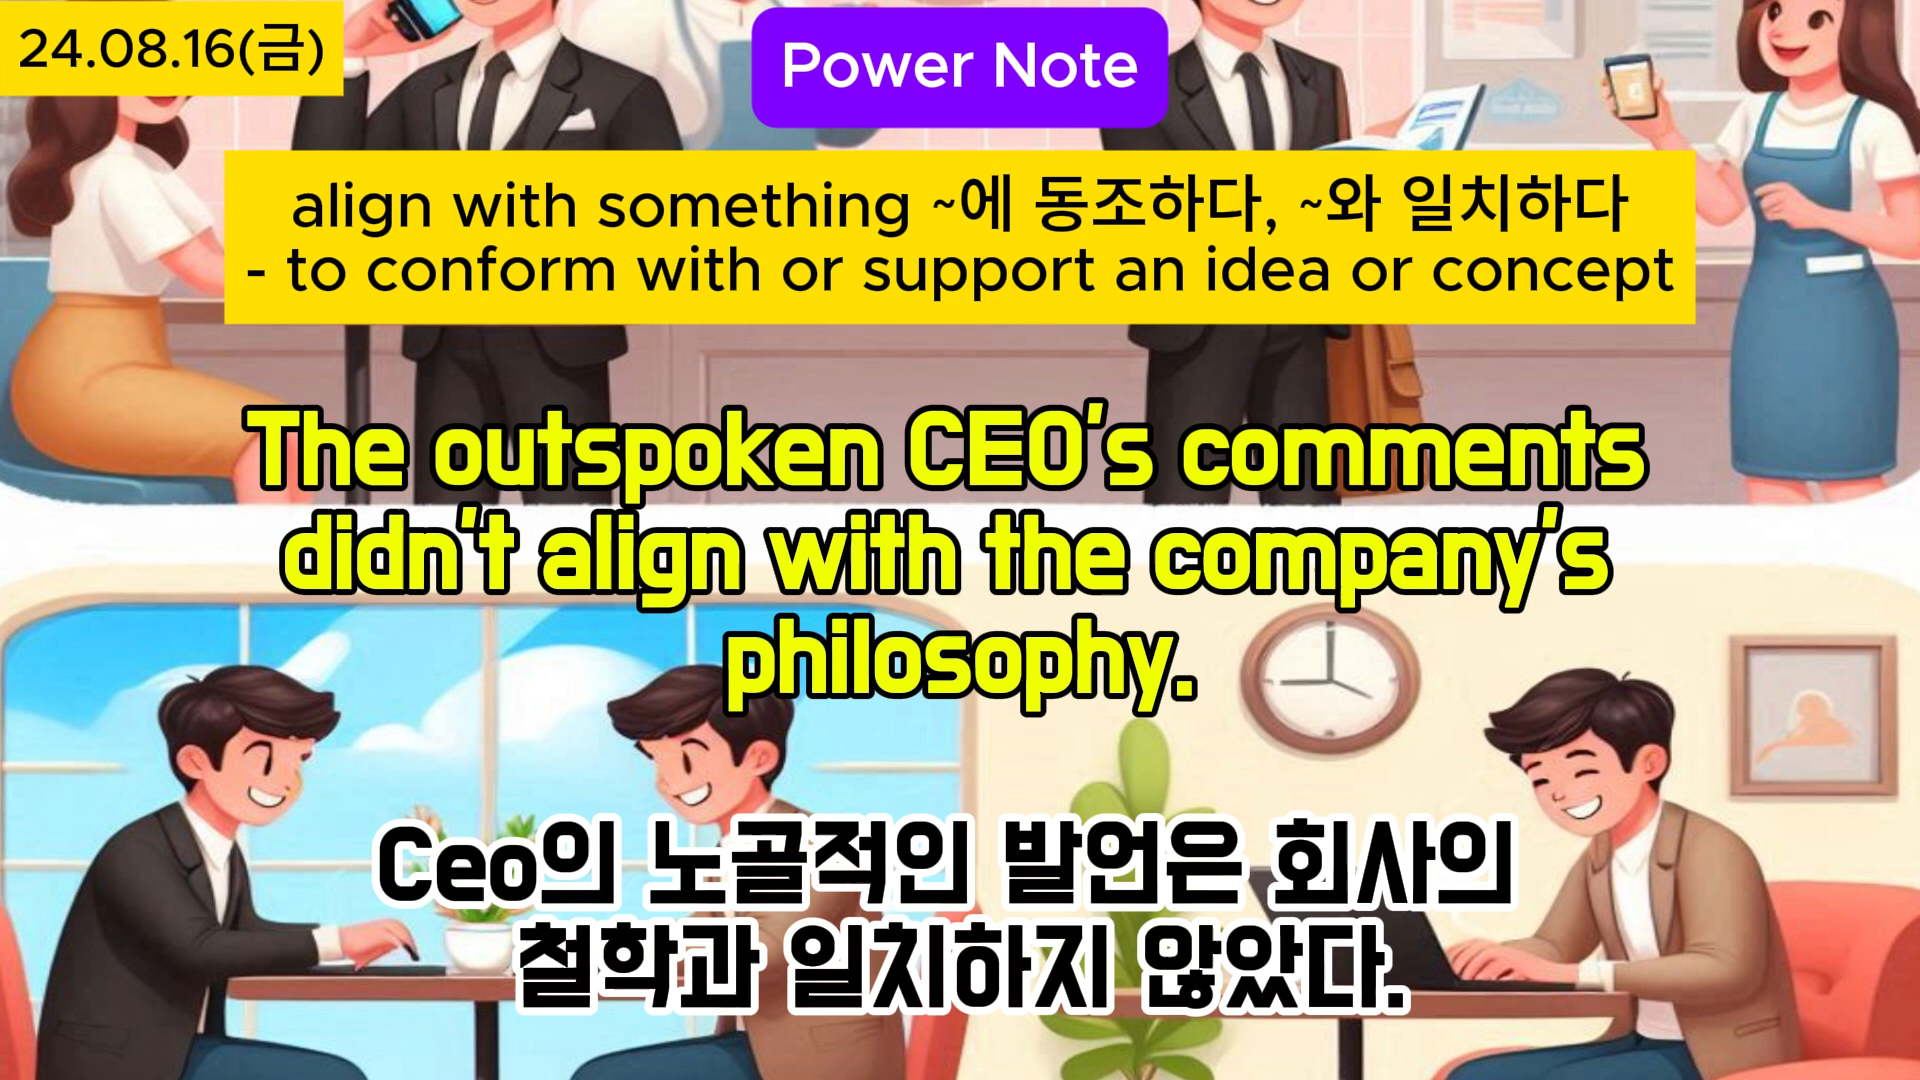 24.08.16(금)
Power Note
align with something ~에 동조하다, ~와 일치하다
- to conform with or support an idea or concept
The outspoken CEO's comments
didn't align with the company's
philosophy.
Ceo의 노골적인 발언은 회사의
철학과 일치하지 않았다.